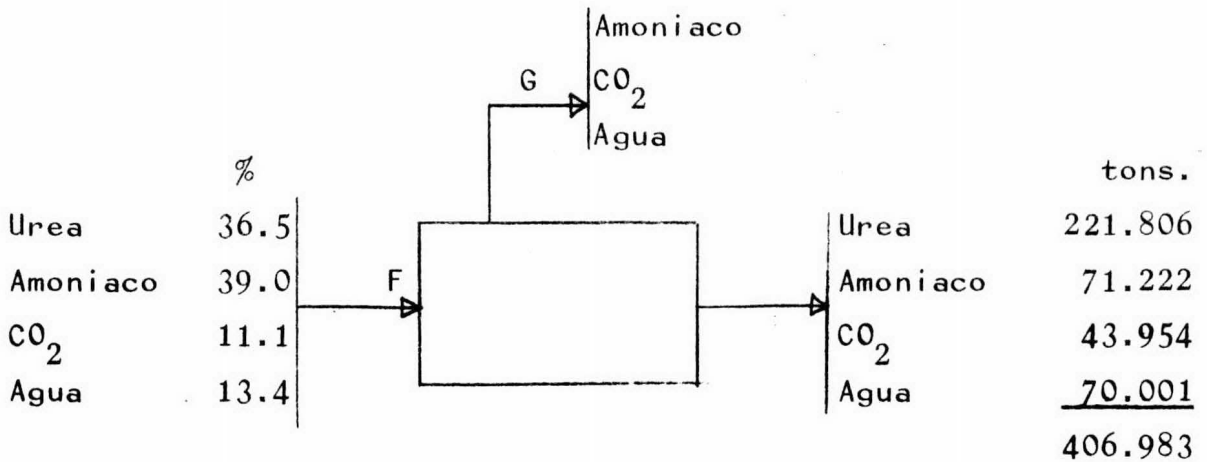 Amoniaco
G CO2
Agua
% tons.
Urea 36.5 Urea 221.806
Amoniaco 39.0 F Amoniaco 71.222
CO2 11.1 CO2 43.954
Agua 13.4 Agua 70.001
406.983